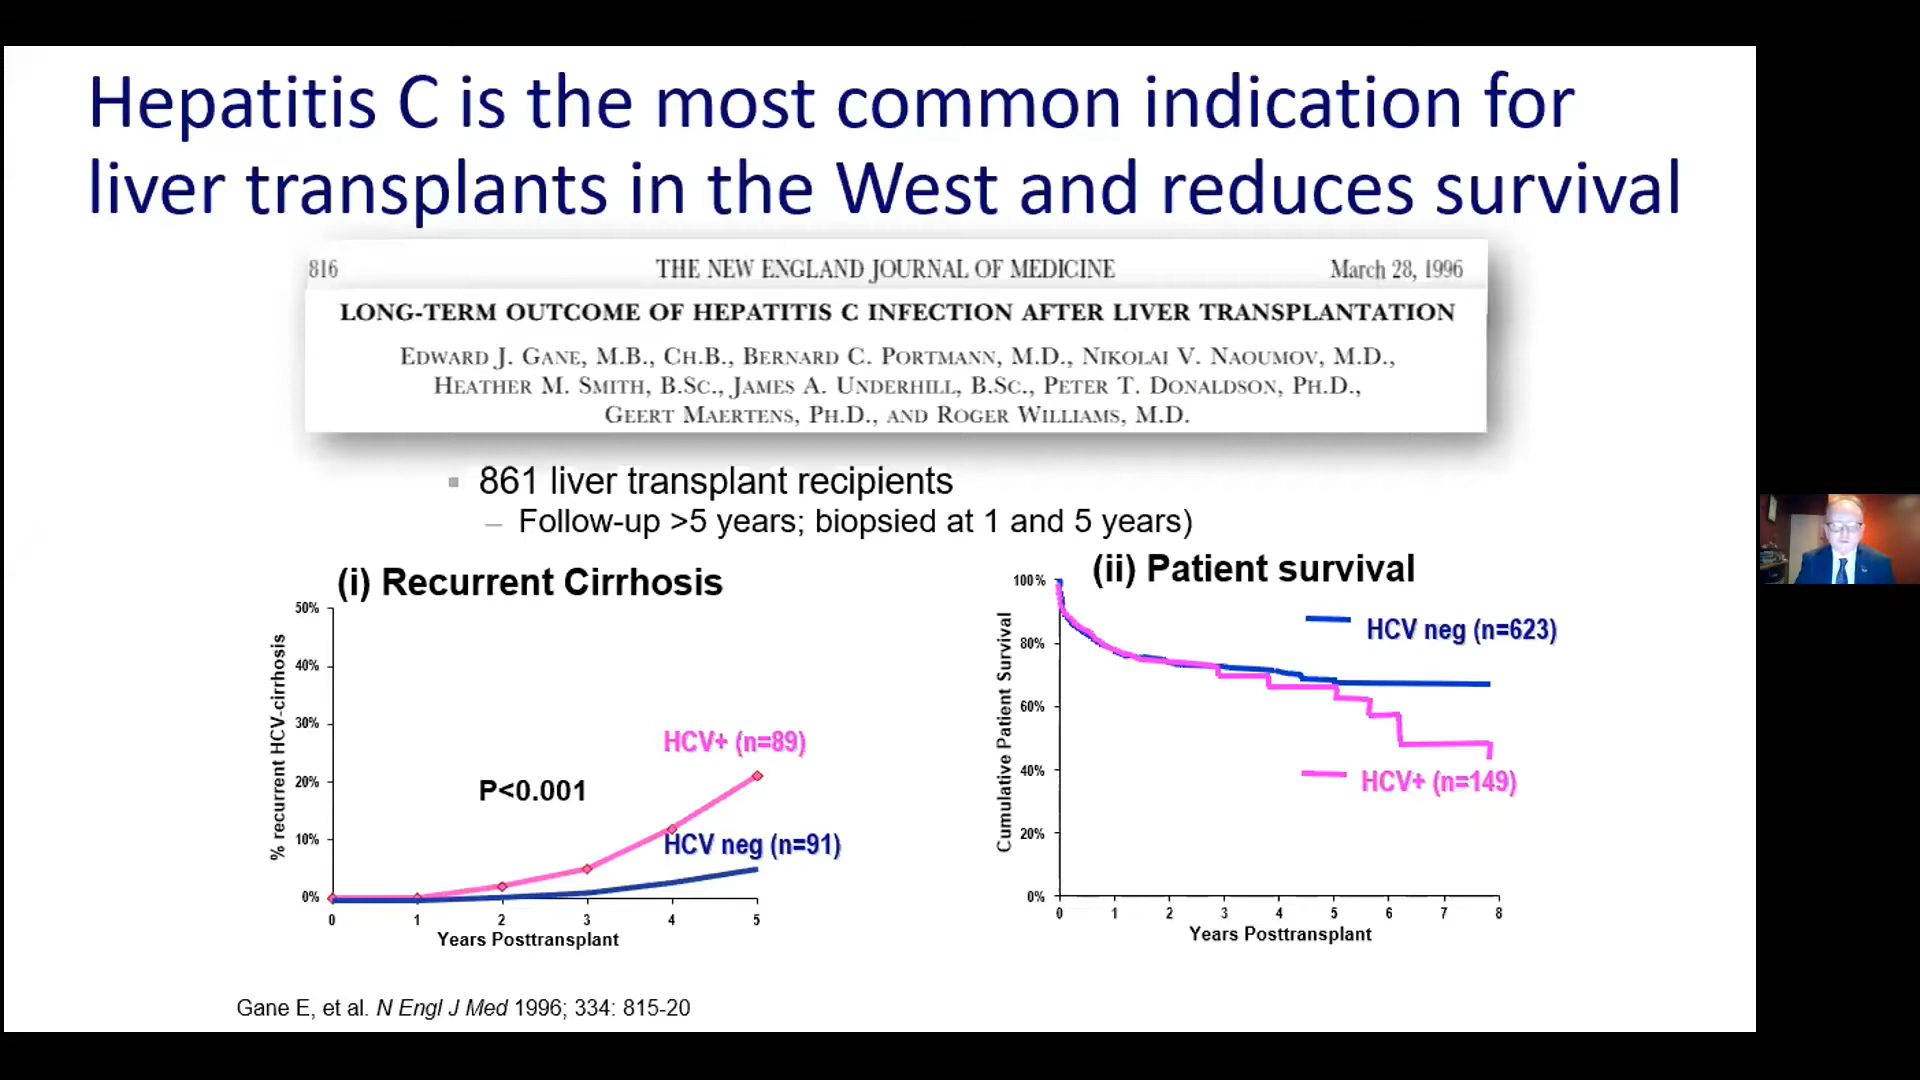 Hepatitis C is the most common indication for
liver transplants in the West and reduces survival
816 THE NEW ENGLAND JOURNAL OF MEDICINE March 28, 1996
LONG-TERM OUTCOME OF HEPATITIS C INFECTION AFTER LIVER TRANSPLANTATION
EDWARD J. GANE, M.B., CH.B., BERNARD C. PORTMANN, M.D., NIKOLAI V. NAOUMOV, M.D.,
HEATHER M. SMITH, B.SC., JAMES A. UNDERHILL, B.SC., PETER T. DONALDSON, PH.D.,
GEERT MAERTENS, PH.D., AND ROGER WILLIAMS, M.D.
▪ 861 liver transplant recipients
– Follow-up >5 years; biopsied at 1 and 5 years)
(i) Recurrent Cirrhosis
% recurrent HCV-cirrhosis
50%
40%
30%
20%
10%
0%
HCV+ (n=89)
P<0.001
HCV neg (n=91)
0 1 2 3 4 5
Years Posttransplant
(ii) Patient survival
Cumulative Patient Survival
100%
80%
60%
40%
20%
0%
HCV neg (n=623)
HCV+ (n=149)
0 1 2 3 4 5 6 7 8
Years Posttransplant
Gane E, et al. N Engl J Med 1996; 334: 815-20